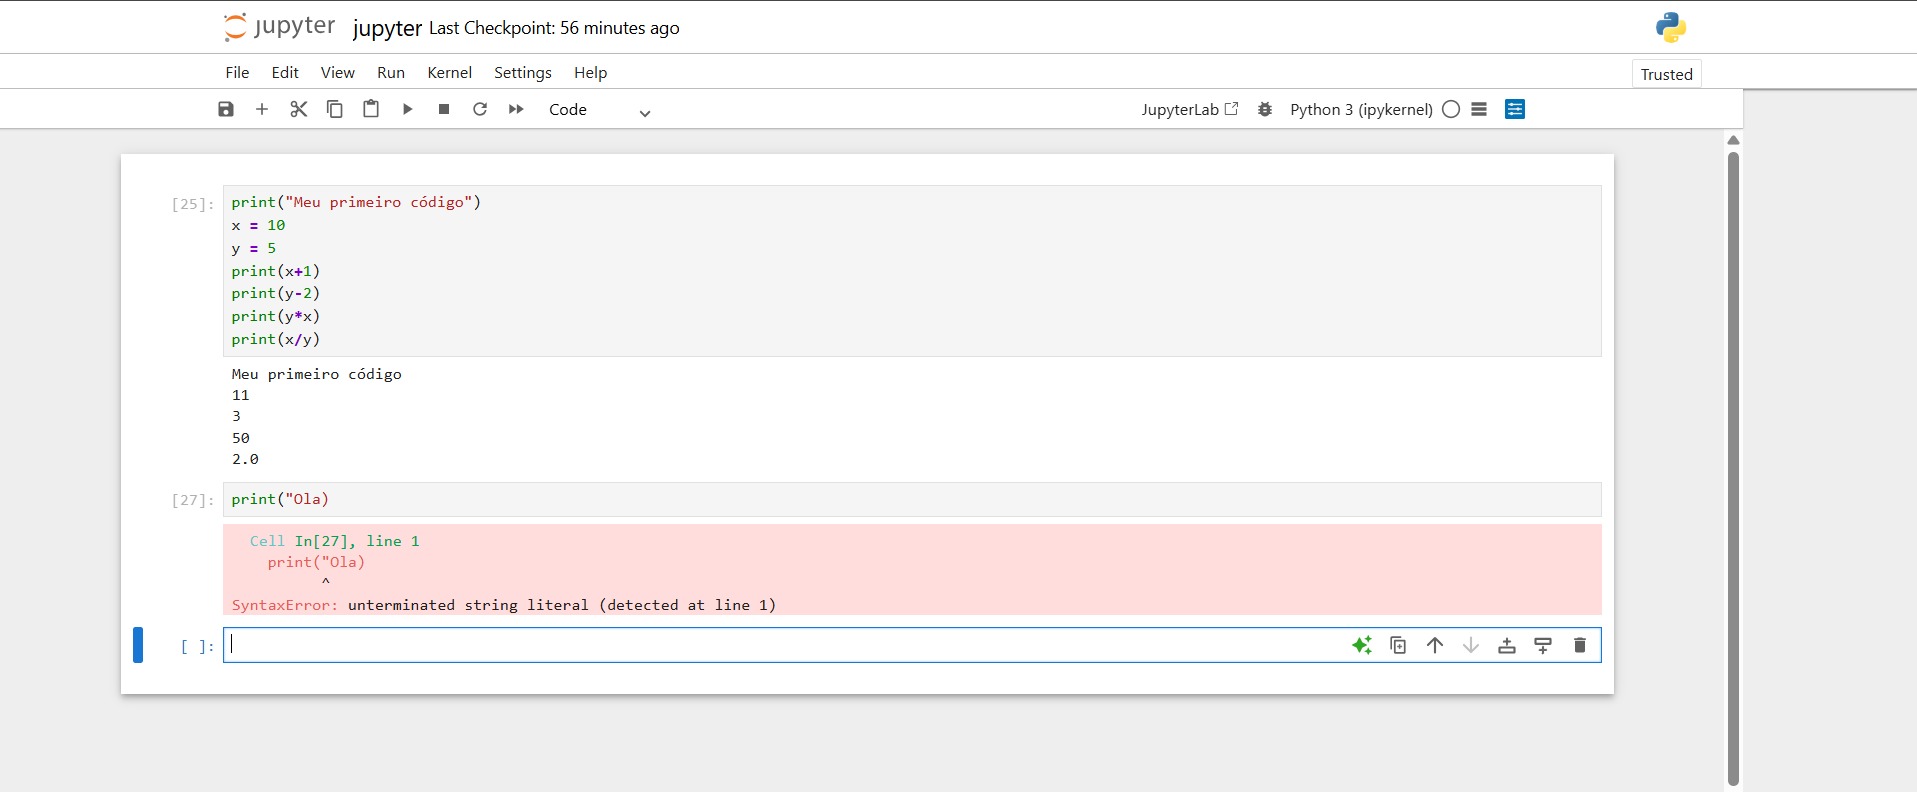 jupyter jupyter Last Checkpoint: 56 minutes ago
File Edit View Run Kernel Settings Help Trusted
Code JupyterLab Python 3 (ipykernel)
[25]: print("Meu primeiro código")
x = 10
y = 5
print(x+1)
print(y-2)
print(y*x)
print(x/y)
Meu primeiro código
11
3
50
2.0
[27]: print("Ola)
Cell In[27], line 1
print("Ola)
^
SyntaxError: unterminated string literal (detected at line 1)
[ ]: